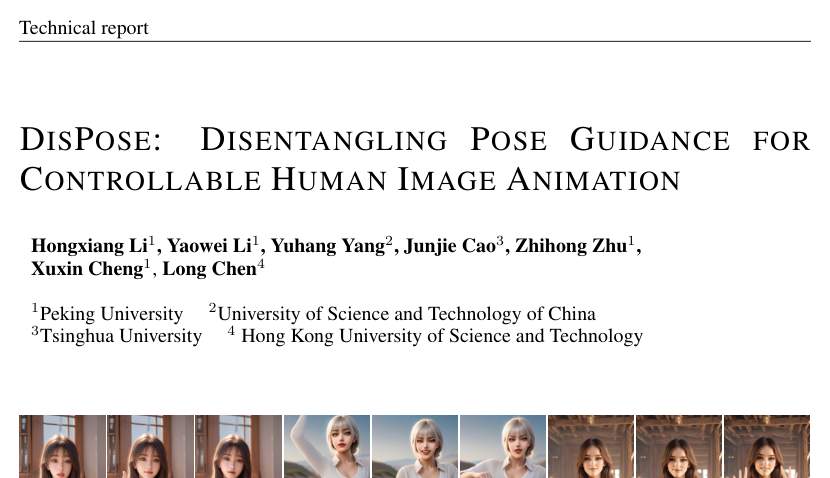 Technical report
DISPOSE: DISENTANGLING POSE GUIDANCE FOR
CONTROLLABLE HUMAN IMAGE ANIMATION
Hongxiang Li¹, Yaowei Li¹, Yuhang Yang², Junjie Cao³, Zhihong Zhu¹,
Xuxin Cheng¹, Long Chen⁴
¹Peking University ²University of Science and Technology of China
³Tsinghua University ⁴ Hong Kong University of Science and Technology